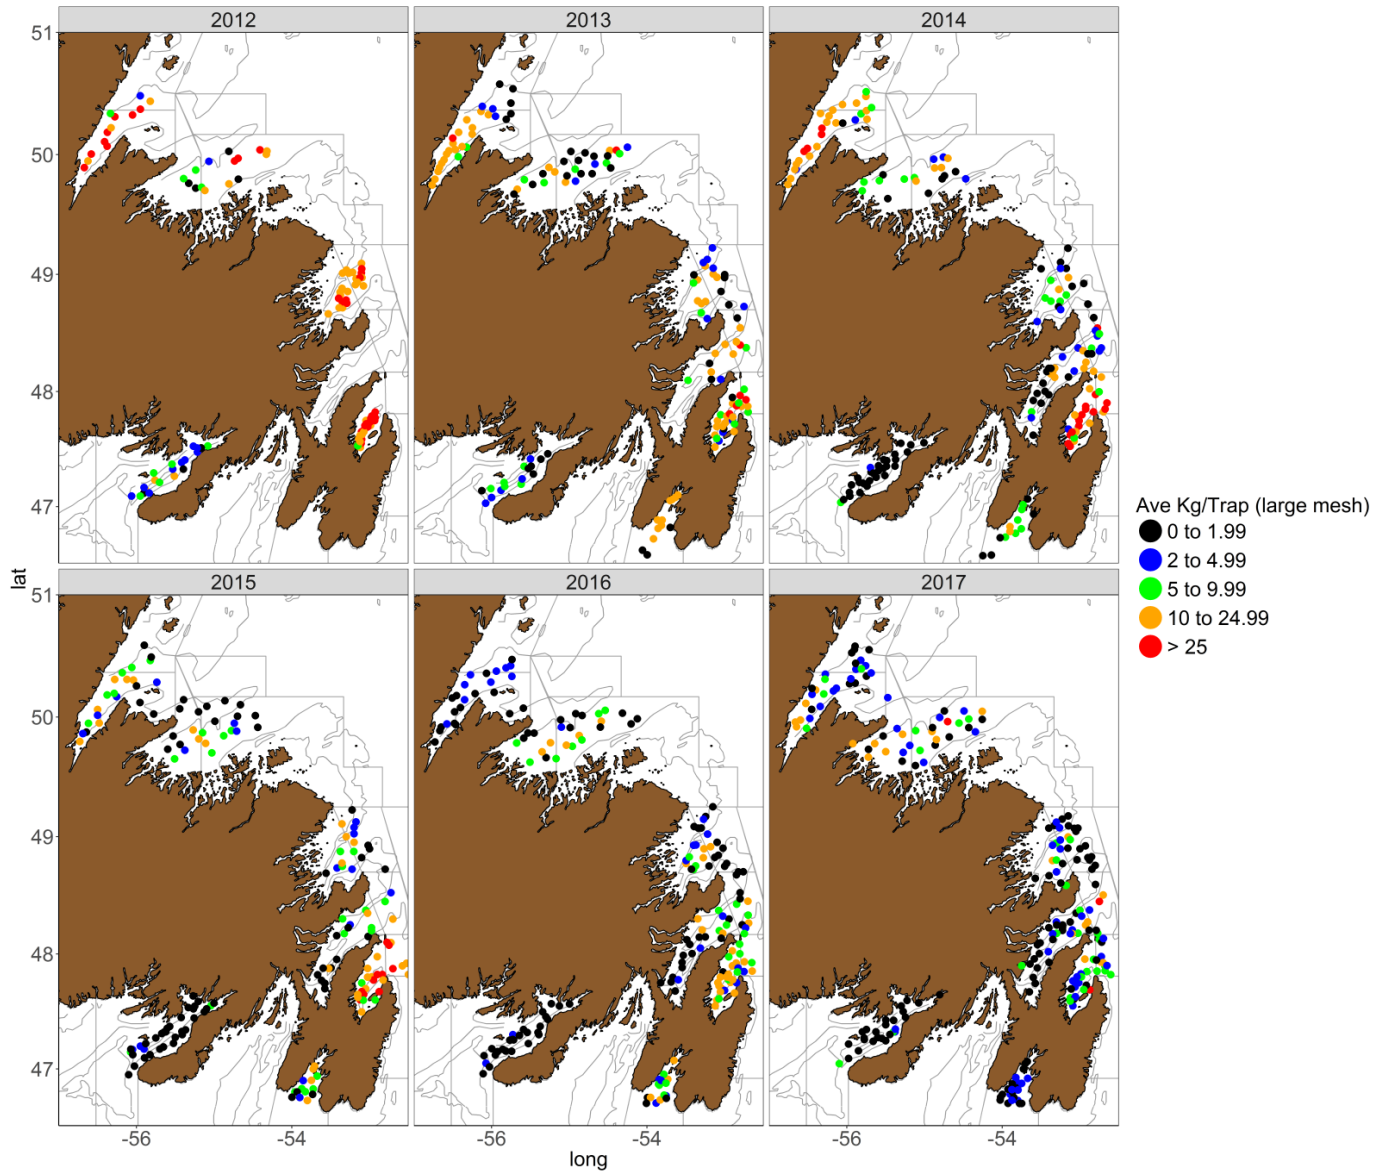 2012 2013 2014
51
50
49
48
47
lat
2015 2016 2017
51
50
49
48
47
-56 -54 -56 -54 -56 -54
long
Ave Kg/Trap (large mesh)
0 to 1.99
2 to 4.99
5 to 9.99
10 to 24.99
> 25